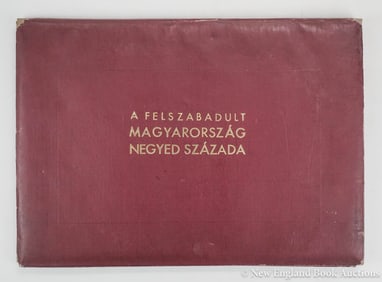 A FELSZABADULT
MAGYARORSZÁG
NEGYED SZÁZADA
© New England Book Auctions